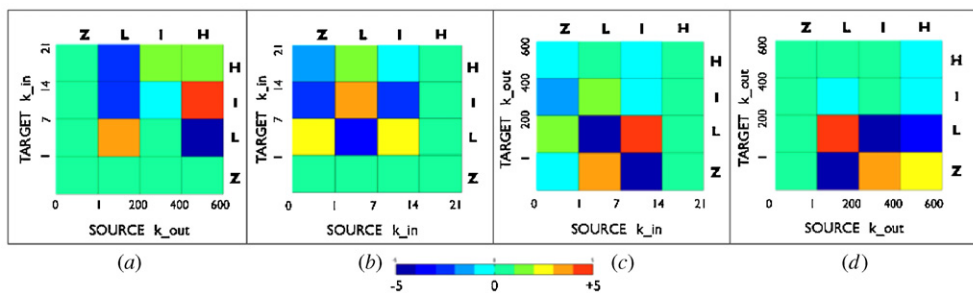 Z L I H
21
14
7
1
TARGET k_in
H
I
L
Z
0 1 200 400 600
SOURCE k_out
(a)
Z L I H
21
14
7
1
TARGET k_in
H
I
L
Z
0 1 7 14 21
SOURCE k_in
(b)
Z L I H
600
400
200
1
TARGET k_out
H
I
L
Z
0 1 7 14 21
SOURCE k_in
(c)
Z L I H
600
400
200
1
TARGET k_out
H
I
L
Z
0 1 200 400 600
SOURCE k_out
(d)
-5 0 +5